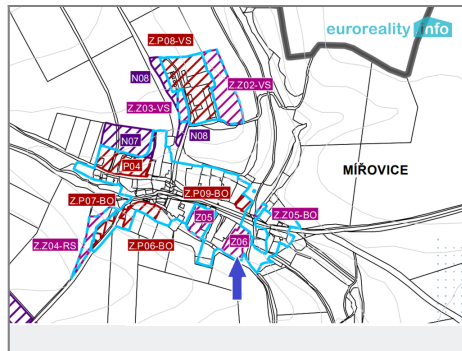 euroreality info
Z.P08-VS
N08
Z.Z02-VS
Z.Z03-VS
N08
N07
P04
MÍŘOVICE
Z.P09-BO
Z.P07-BO
Z05
Z.Z05-BO
Z.Z04-RS
Z.P06-BO
Z06